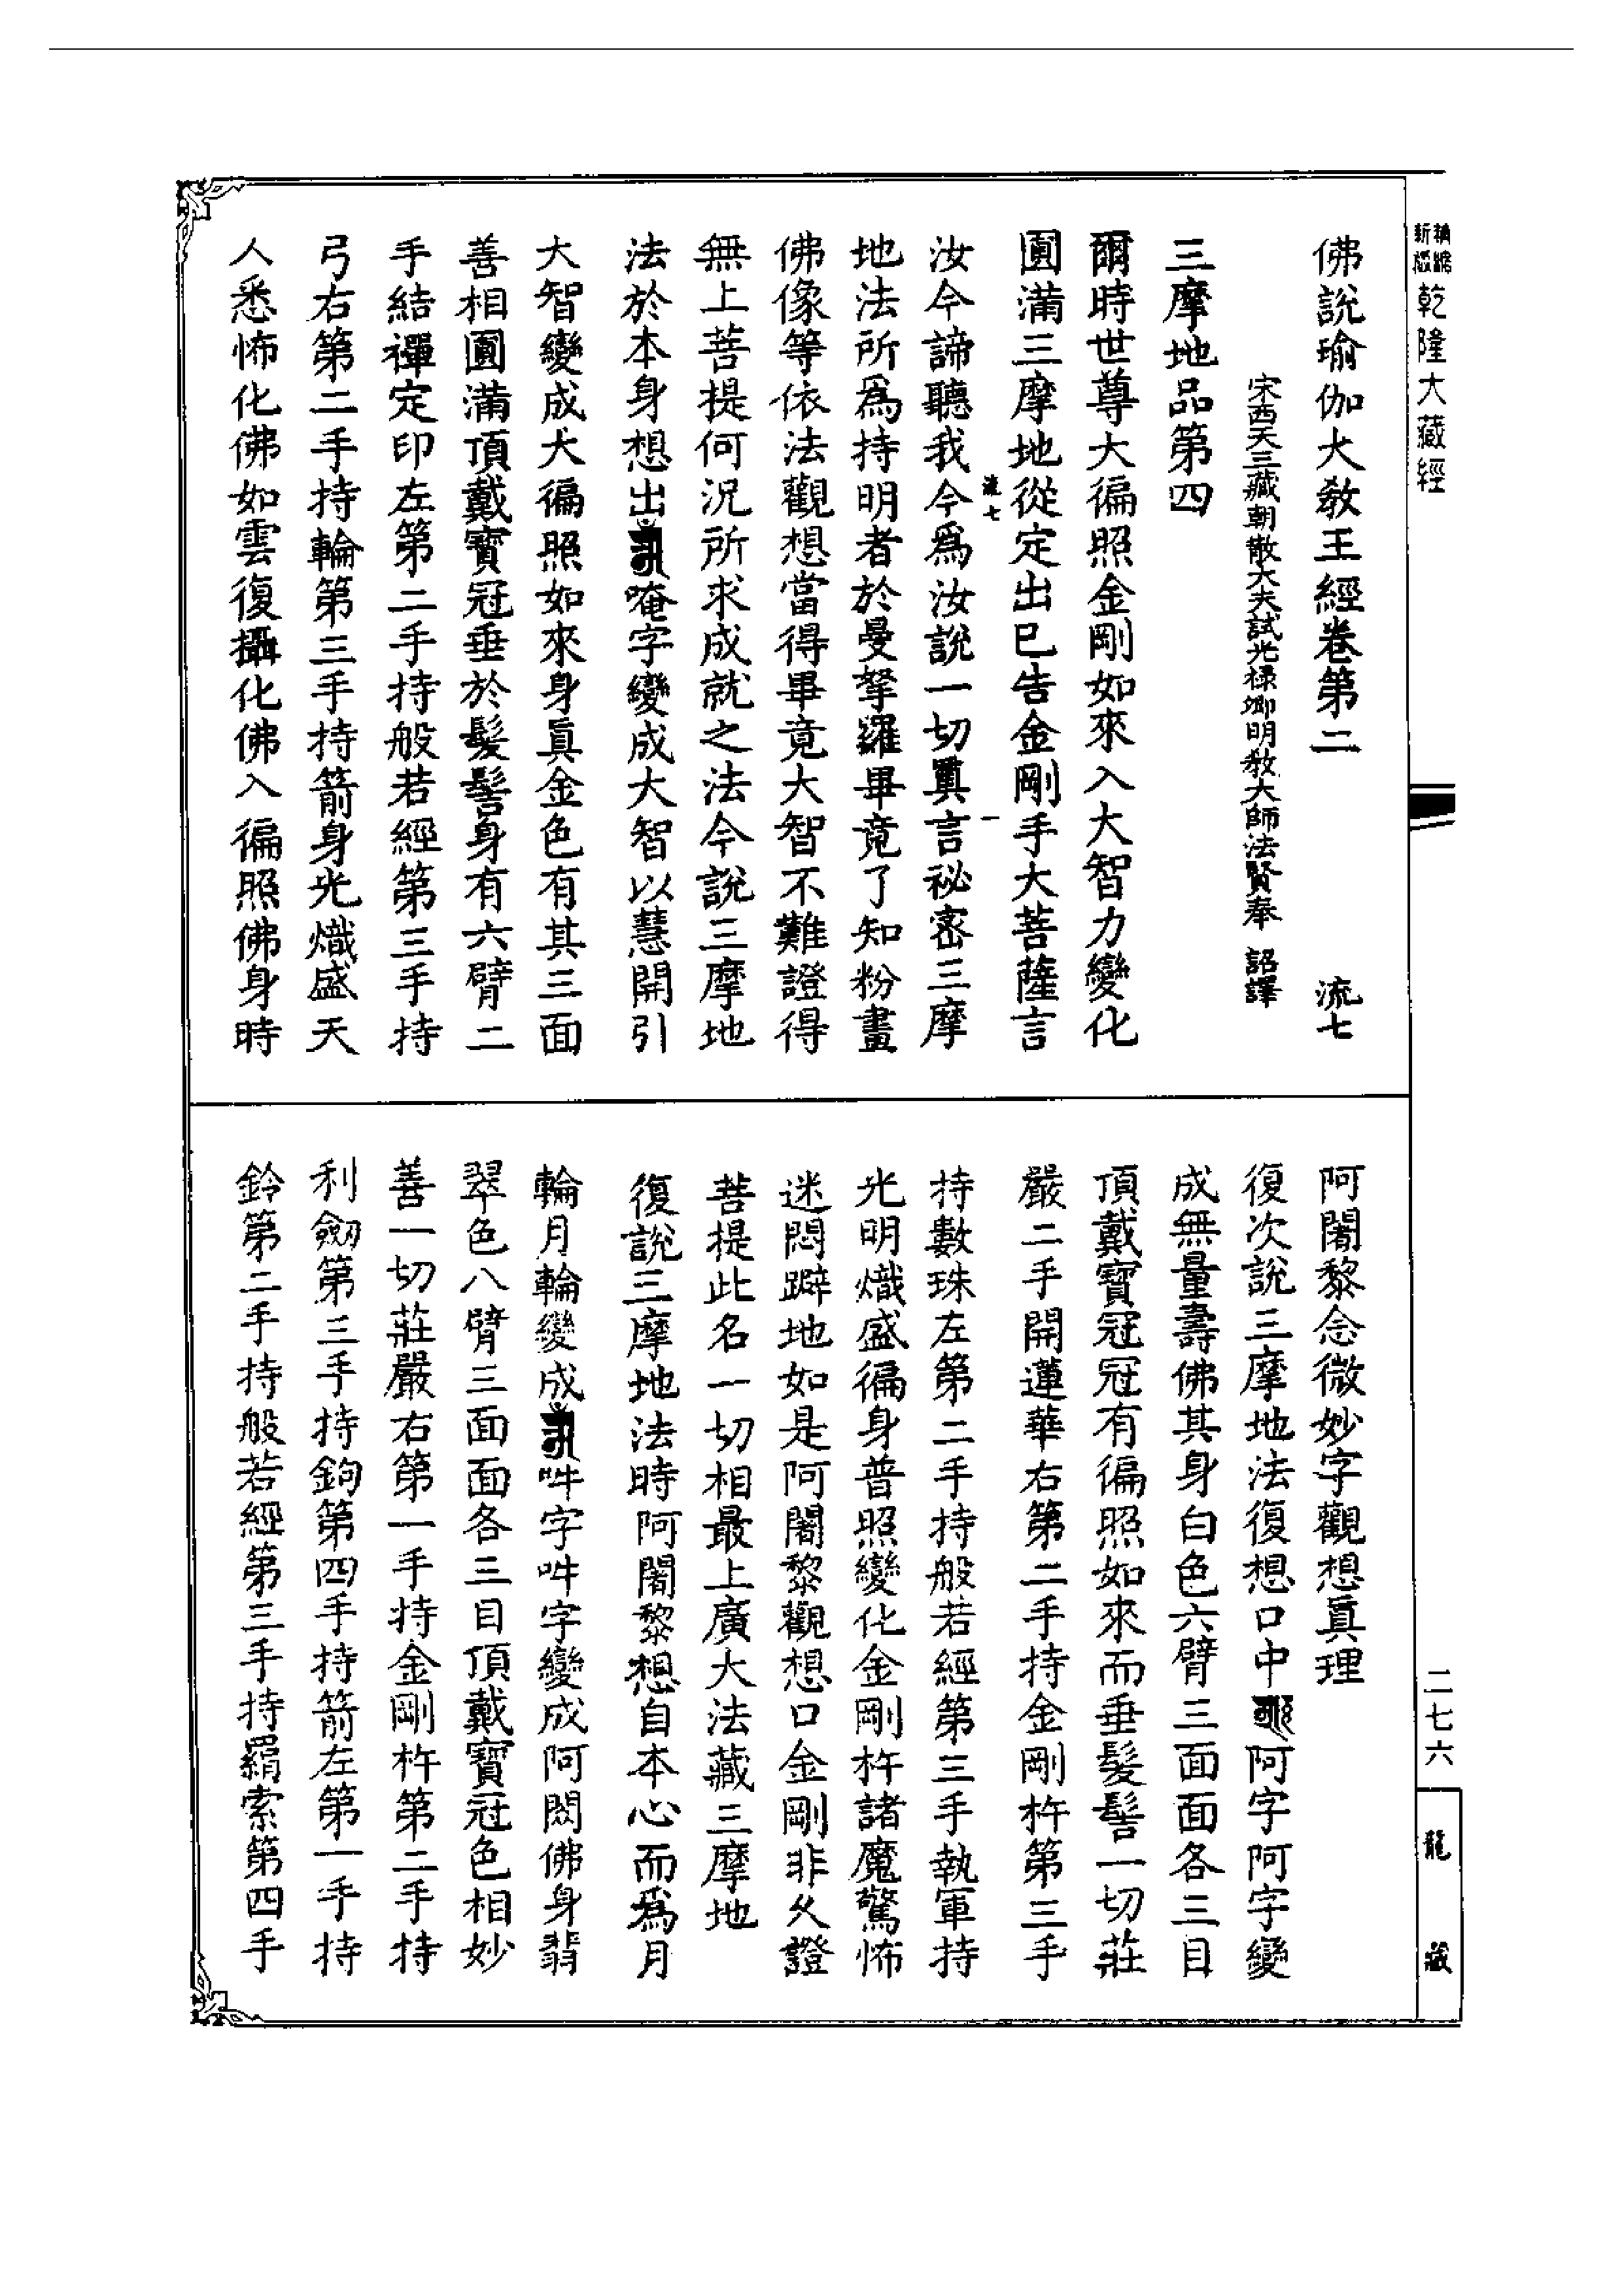 新編縮版乾隆大藏經
佛說瑜伽大教王經卷第二 流七
宋西天三藏朝散大夫試光祿卿明教大師法賢奉 詔譯
三摩地品第四
爾時世尊大徧照金剛如來入大智力變化
圓滿三摩地從定出已告金剛手大菩薩言
流七 一
汝今諦聽我今爲汝說一切眞言祕密三摩
地法所爲持明者於曼拏羅畢竟了知粉畫
佛像等依法觀想當得畢竟大智不難證得
無上菩提何況所求成就之法今說三摩地
法於本身想出唵字變成大智以慧開引
大智變成大徧照如來身眞金色有其三面
善相圓滿頂戴寶冠垂於髮髻身有六臂二
手結禪定印左第二手持般若經第三手持
弓右第二手持輪第三手持箭身光熾盛天
人悉怖化佛如雲復攝化佛入徧照佛身時
阿闍黎念微妙字觀想眞理
復次說三摩地法復想口中阿字阿字變
成無量壽佛其身白色六臂三面面各三目
頂戴寶冠冠有徧照如來而垂髮髻一切莊
嚴二手開蓮華右第二手持金剛杵第三手
持數珠左第二手持般若經第三手執軍持
光明熾盛徧身普照變化金剛杵諸魔驚怖
迷悶躃地如是阿闍黎觀想口金剛非久證
菩提此名一切相最上廣大法藏三摩地
復說三摩地法時阿闍黎想自本心而爲月
輪月輪變成吽字吽字變成阿閦佛身翡
翠色八臂三面面各三目頂戴寶冠色相妙
善一切莊嚴右第一手持金剛杵第二手持
利劒第三手持鉤第四手持箭左第一手持
鈴第二手持般若經第三手持羂索第四手
二七六
龍藏